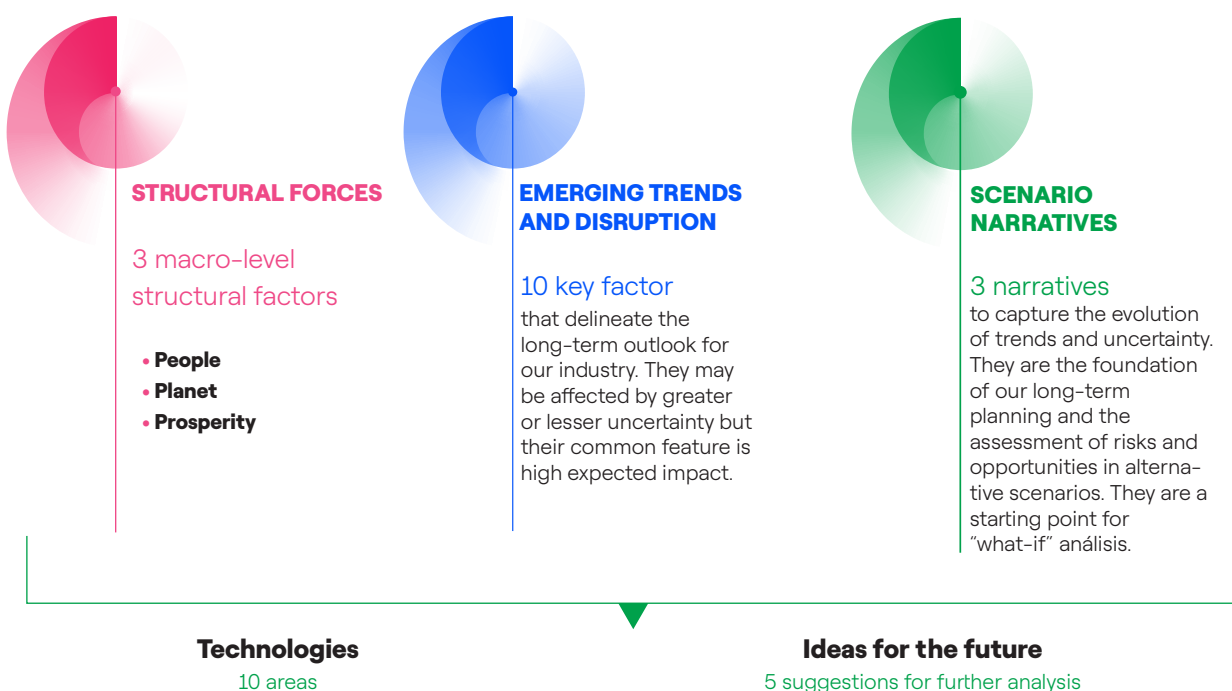 STRUCTURAL FORCES
3 macro-level
structural factors
• People
• Planet
• Prosperity
EMERGING TRENDS
AND DISRUPTION
10 key factor
that delineate the
long-term outlook for
our industry. They may
be affected by greater
or lesser uncertainty but
their common feature is
high expected impact.
SCENARIO
NARRATIVES
3 narratives
to capture the evolution
of trends and uncertainty.
They are the foundation
of our long-term
planning and the
assessment of risks and
opportunities in alterna-
tive scenarios. They are a
starting point for
“what-if” análisis.
Technologies
10 areas
Ideas for the future
5 suggestions for further analysis